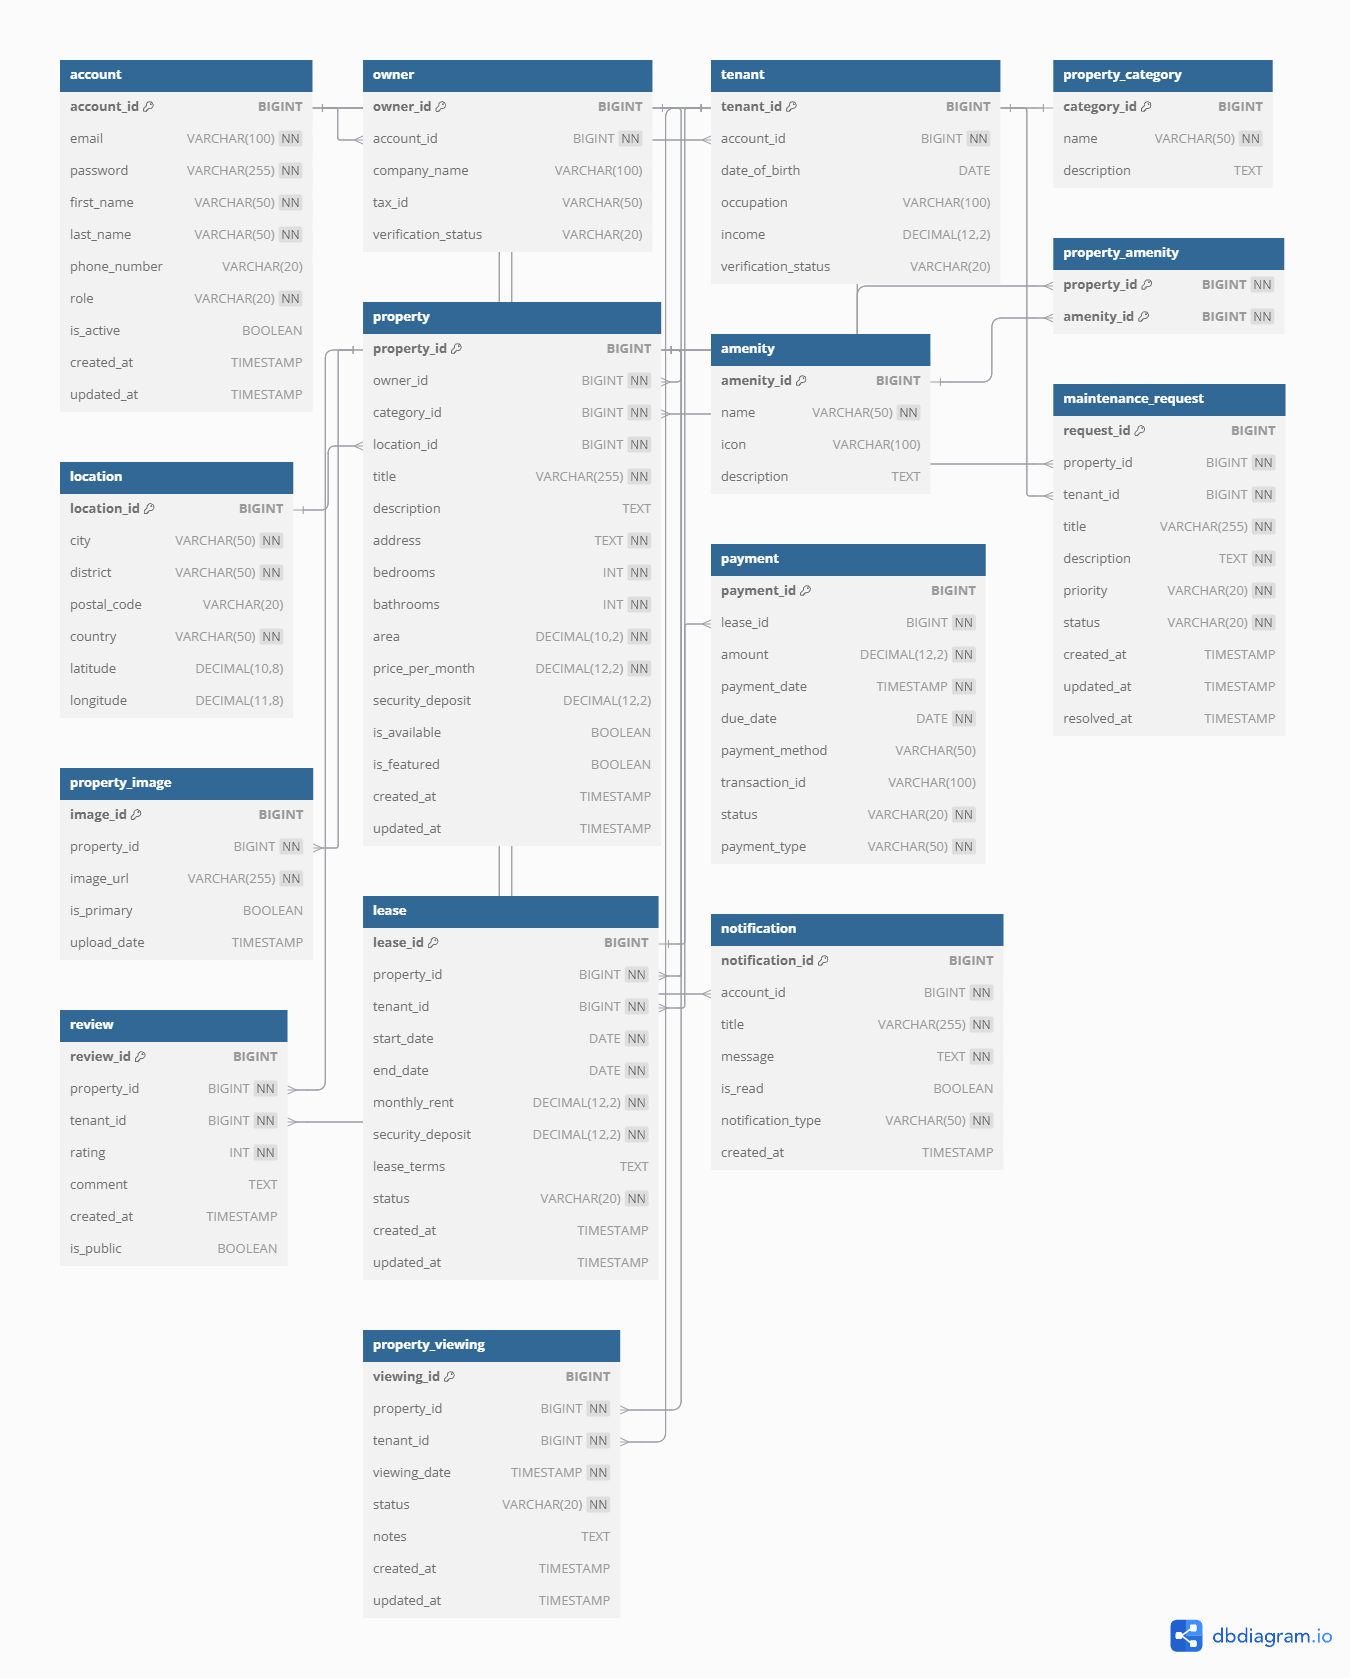 account
account_id BIGINT
email VARCHAR(100) NN
password VARCHAR(255) NN
first_name VARCHAR(50) NN
last_name VARCHAR(50) NN
phone_number VARCHAR(20)
role VARCHAR(20) NN
is_active BOOLEAN
created_at TIMESTAMP
updated_at TIMESTAMP
owner
owner_id BIGINT
account_id BIGINT NN
company_name VARCHAR(100)
tax_id VARCHAR(50)
verification_status VARCHAR(20)
tenant
tenant_id BIGINT
account_id BIGINT NN
date_of_birth DATE
occupation VARCHAR(100)
income DECIMAL(12,2)
verification_status VARCHAR(20)
property_category
category_id BIGINT
name VARCHAR(50) NN
description TEXT
property_amenity
property_id BIGINT NN
amenity_id BIGINT NN
property
property_id BIGINT
owner_id BIGINT NN
category_id BIGINT NN
location_id BIGINT NN
title VARCHAR(255) NN
description TEXT
address TEXT NN
bedrooms INT NN
bathrooms INT NN
area DECIMAL(10,2) NN
price_per_month DECIMAL(12,2) NN
security_deposit DECIMAL(12,2)
is_available BOOLEAN
is_featured BOOLEAN
created_at TIMESTAMP
updated_at TIMESTAMP
amenity
amenity_id BIGINT
name VARCHAR(50) NN
icon VARCHAR(100)
description TEXT
maintenance_request
request_id BIGINT
property_id BIGINT NN
tenant_id BIGINT NN
title VARCHAR(255) NN
description TEXT NN
priority VARCHAR(20) NN
status VARCHAR(20) NN
created_at TIMESTAMP
updated_at TIMESTAMP
resolved_at TIMESTAMP
location
location_id BIGINT
city VARCHAR(50) NN
district VARCHAR(50) NN
postal_code VARCHAR(20)
country VARCHAR(50) NN
latitude DECIMAL(10,8)
longitude DECIMAL(11,8)
payment
payment_id BIGINT
lease_id BIGINT NN
amount DECIMAL(12,2) NN
payment_date TIMESTAMP NN
due_date DATE NN
payment_method VARCHAR(50)
transaction_id VARCHAR(100)
status VARCHAR(20) NN
payment_type VARCHAR(50) NN
property_image
image_id BIGINT
property_id BIGINT NN
image_url VARCHAR(255) NN
is_primary BOOLEAN
upload_date TIMESTAMP
lease
lease_id BIGINT
property_id BIGINT NN
tenant_id BIGINT NN
start_date DATE NN
end_date DATE NN
monthly_rent DECIMAL(12,2) NN
security_deposit DECIMAL(12,2) NN
lease_terms TEXT
status VARCHAR(20) NN
created_at TIMESTAMP
updated_at TIMESTAMP
notification
notification_id BIGINT
account_id BIGINT NN
title VARCHAR(255) NN
message TEXT NN
is_read BOOLEAN
notification_type VARCHAR(50) NN
created_at TIMESTAMP
review
review_id BIGINT
property_id BIGINT NN
tenant_id BIGINT NN
rating INT NN
comment TEXT
created_at TIMESTAMP
is_public BOOLEAN
property_viewing
viewing_id BIGINT
property_id BIGINT NN
tenant_id BIGINT NN
viewing_date TIMESTAMP NN
status VARCHAR(20) NN
notes TEXT
created_at TIMESTAMP
updated_at TIMESTAMP
dbdiagram.io